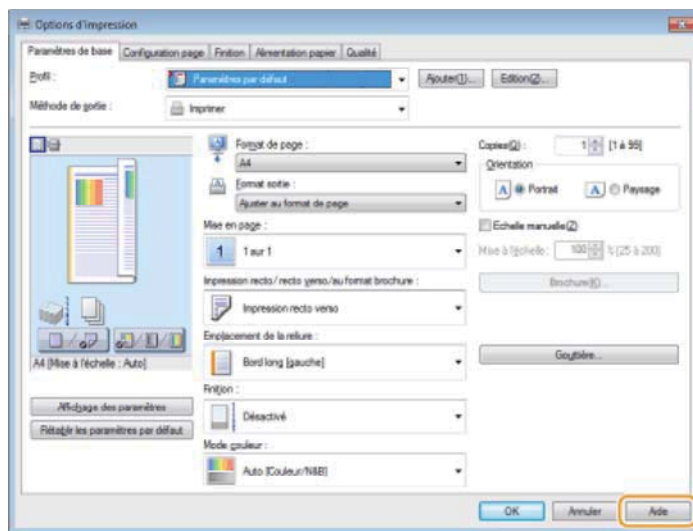 Options d'impression
Paramètres de base Configuration page Finition Alimentation papier Qualité
Profil : Paramètres par défaut Ajouter(1)... Edition(2)...
Méthode de sortie : Imprimer
Format de page :
A4
Format sortie :
Ajuster au format de page
Mise en page :
1 1 sur 1
Impression recto/ recto verso/au format brochure :
Impression recto verso
Emplacement de la reliure :
Bord long [gauche]
Finition :
Désactivé
Mode couleur :
Auto [Couleur/N&B]
Copies(Q) : 1 [1 à 99]
Orientation
A Portrait A Paysage
Echelle manuelle(Z)
Mise à l'échelle : 100 % [25 à 200]
Brochure(K)...
Gouttière...
A4 [Mise à l'échelle : Auto]
Affichage des paramètres
Rétablir les paramètres par défaut
OK Annuler Aide